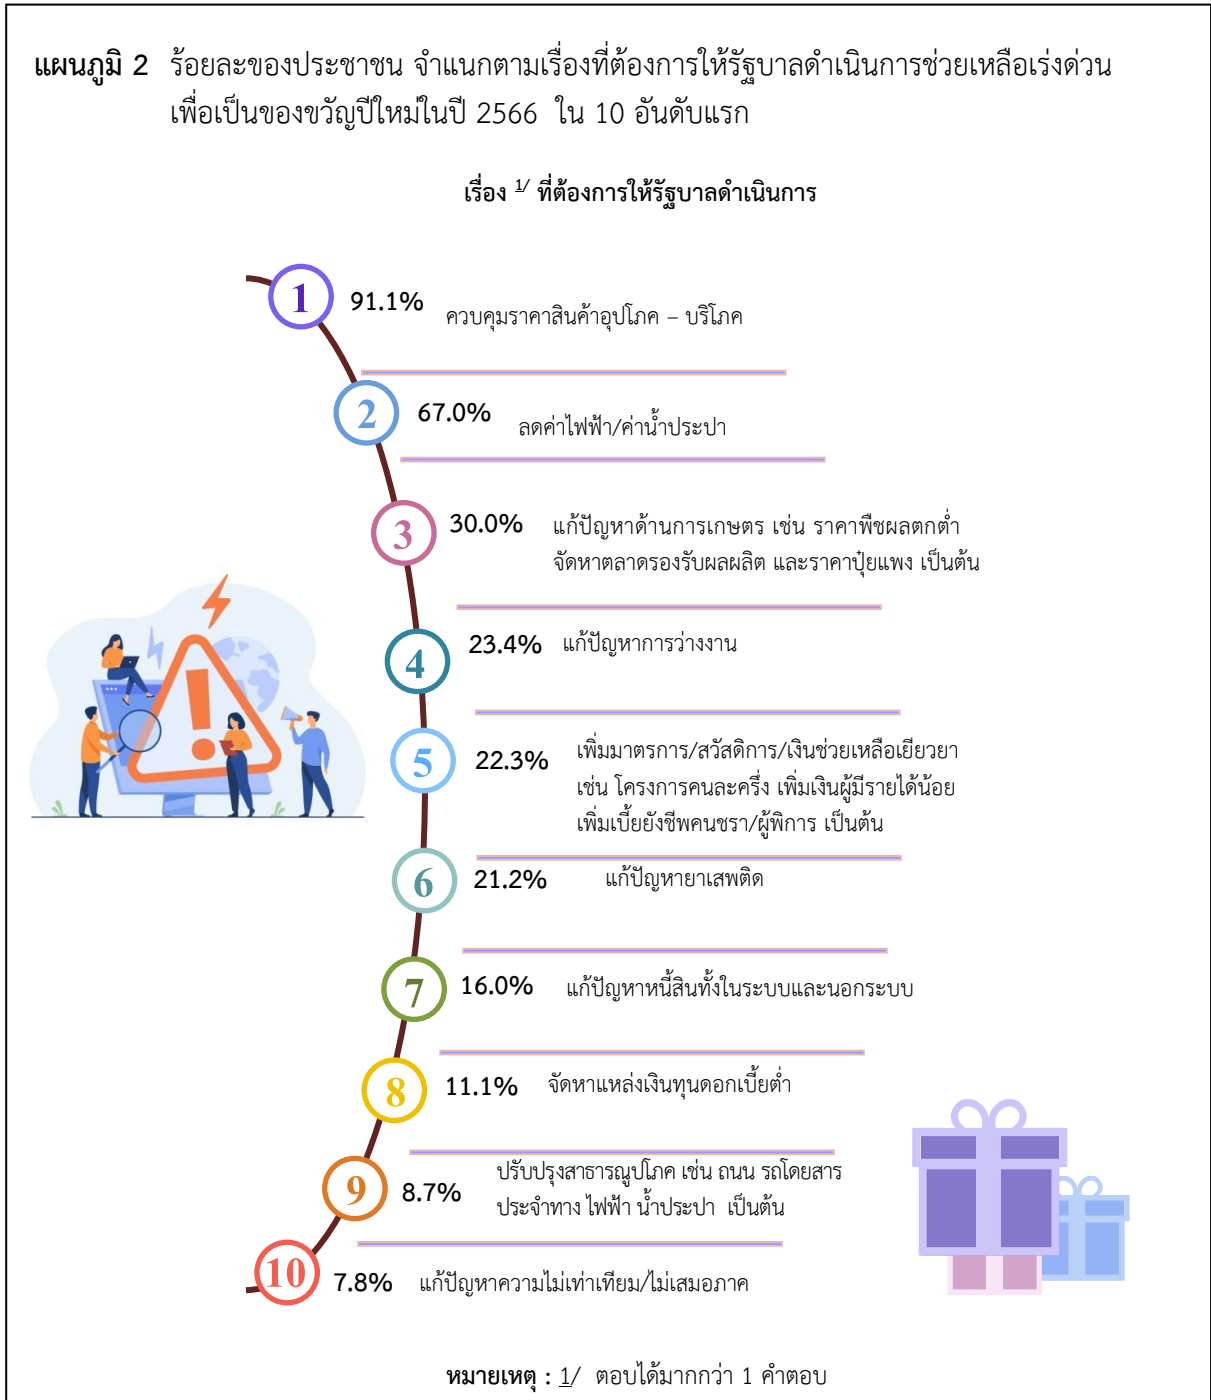 แผนภูมิ 2 ร้อยละของประชาชน จำแนกตามเรื่องที่ต้องการให้รัฐบาลดำเนินการช่วยเหลือเร่งด่วน
เพื่อเป็นของขวัญปีใหม่ในปี 2566 ใน 10 อันดับแรก
เรื่อง 1/ ที่ต้องการให้รัฐบาลดำเนินการ
1 91.1% ควบคุมราคาสินค้าอุปโภค – บริโภค
2 67.0% ลดค่าไฟฟ้า/ค่าน้ำประปา
3 30.0% แก้ปัญหาด้านการเกษตร เช่น ราคาพืชผลตกต่ำ
จัดหาตลาดรองรับผลผลิต และราคาปุ๋ยแพง เป็นต้น
4 23.4% แก้ปัญหาการว่างงาน
5 22.3% เพิ่มมาตรการ/สวัสดิการ/เงินช่วยเหลือเยียวยา
เช่น โครงการคนละครึ่ง เพิ่มเงินผู้มีรายได้น้อย
เพิ่มเบี้ยยังชีพคนชรา/ผู้พิการ เป็นต้น
6 21.2% แก้ปัญหายาเสพติด
7 16.0% แก้ปัญหาหนี้สินทั้งในระบบและนอกระบบ
8 11.1% จัดหาแหล่งเงินทุนดอกเบี้ยต่ำ
9 8.7% ปรับปรุงสาธารณูปโภค เช่น ถนน รถโดยสาร
ประจำทาง ไฟฟ้า น้ำประปา เป็นต้น
10 7.8% แก้ปัญหาความไม่เท่าเทียม/ไม่เสมอภาค
หมายเหตุ : 1/ ตอบได้มากกว่า 1 คำตอบ